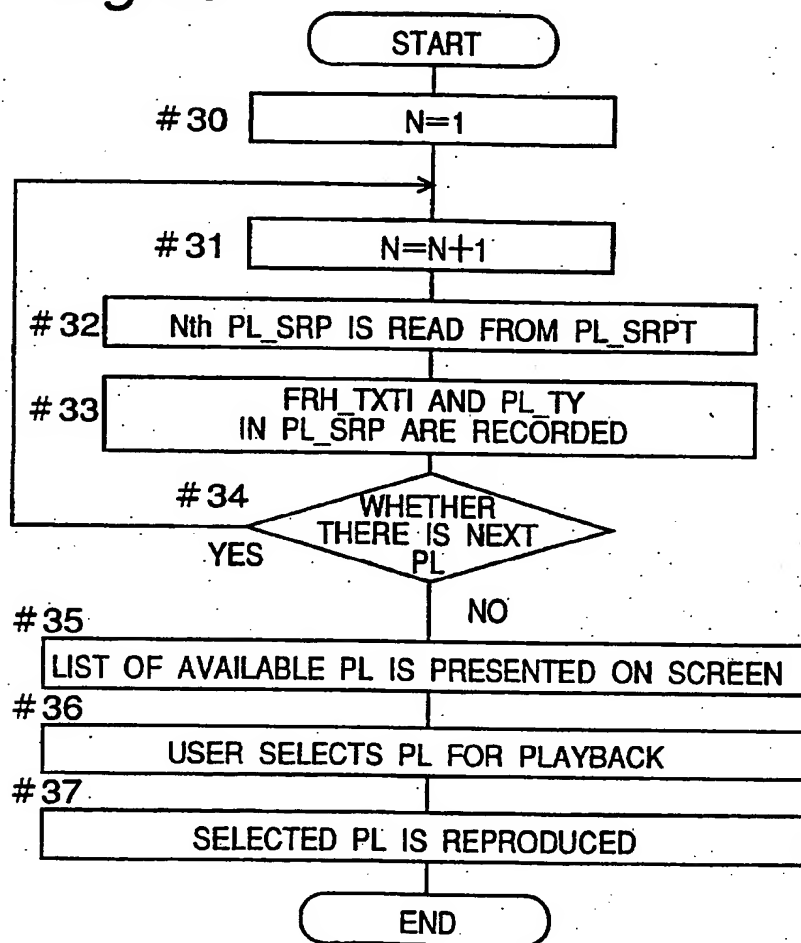 START
#30
N=1
#31
N=N+1
#32
Nth PL_SRP IS READ FROM PL_SRPT
#33
FRH_TXTI AND PL_TY
IN PL_SRP ARE RECORDED
#34
WHETHER
THERE IS NEXT
PL
YES
NO
#35
LIST OF AVAILABLE PL IS PRESENTED ON SCREEN
#36
USER SELECTS PL FOR PLAYBACK
#37
SELECTED PL IS REPRODUCED
END